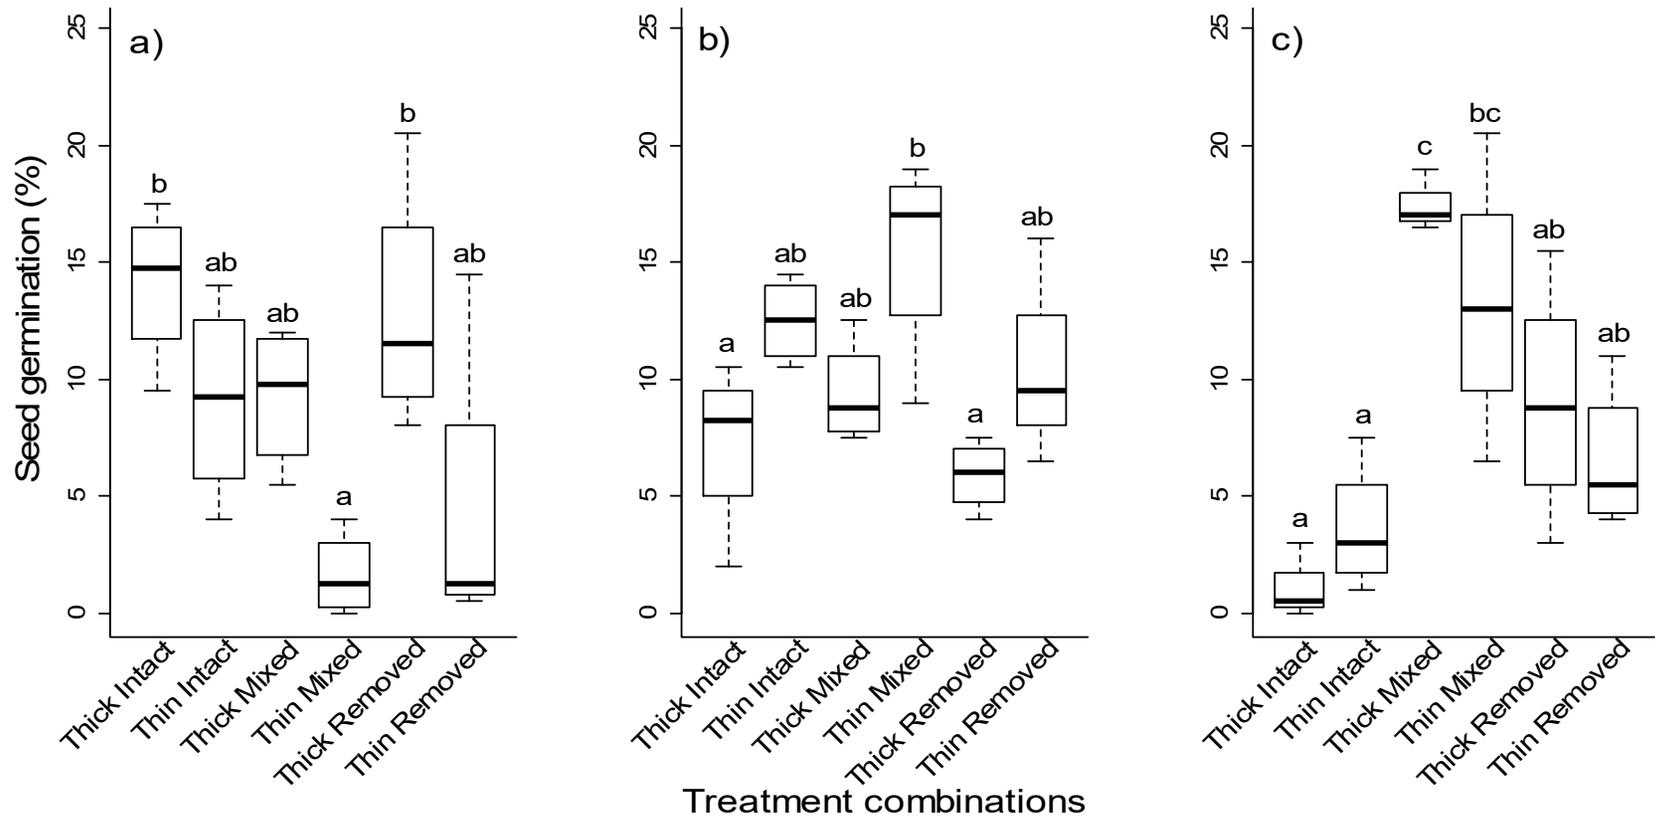 a)
b)
c)
Seed germination (%)
0 5 10 15 20 25
b ab ab a b ab
Thick Intact
Thin Intact
Thick Mixed
Thin Mixed
Thick Removed
Thin Removed
0 5 10 15 20 25
a ab ab b a ab
Thick Intact
Thin Intact
Thick Mixed
Thin Mixed
Thick Removed
Thin Removed
0 5 10 15 20 25
a a c bc ab ab
Thick Intact
Thin Intact
Thick Mixed
Thin Mixed
Thick Removed
Thin Removed
Treatment combinations